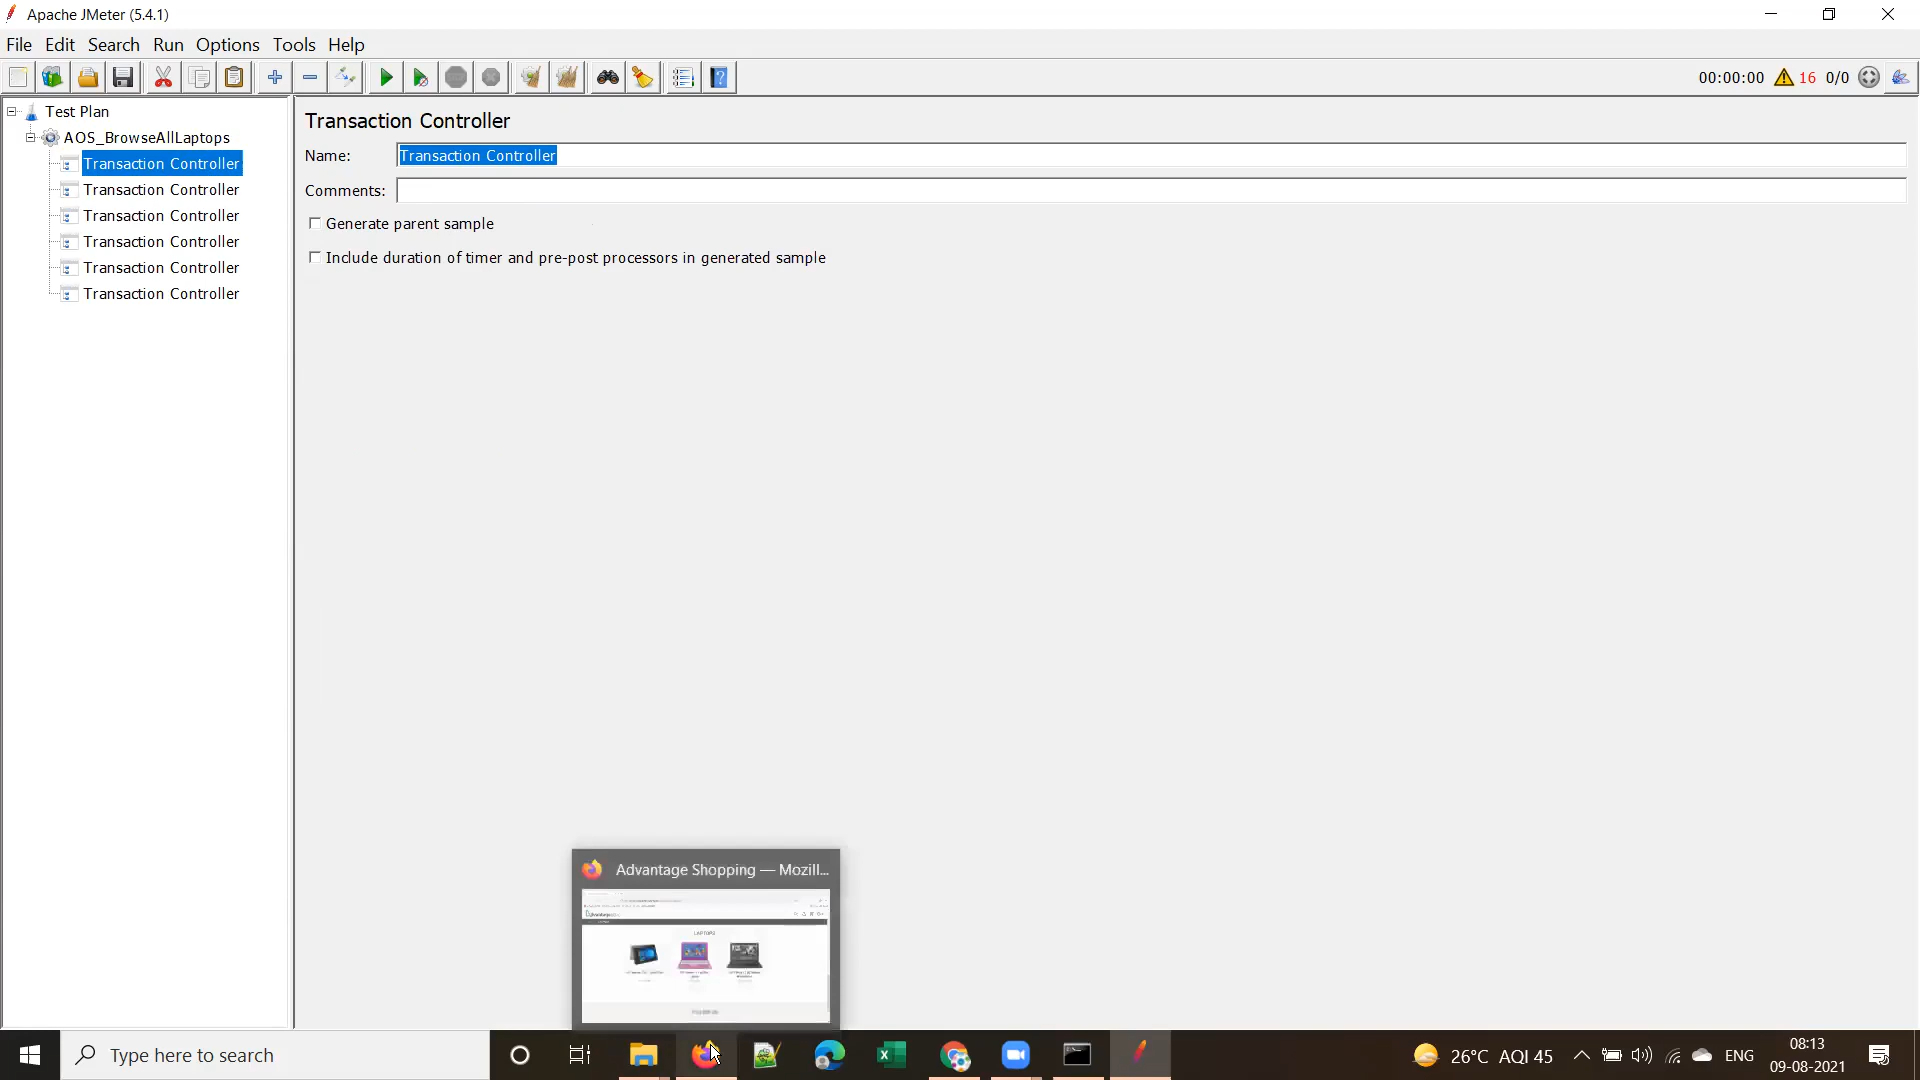 Apache JMeter (5.4.1)
File Edit Search Run Options Tools Help
00:00:00 16 0/0
Test Plan
AOS_BrowseAllLaptops
Transaction Controller
Transaction Controller
Transaction Controller
Transaction Controller
Transaction Controller
Transaction Controller
Transaction Controller
Name: Transaction Controller
Comments:
Generate parent sample
Include duration of timer and pre-post processors in generated sample
Advantage Shopping — Mozill...
LAPTOPS
Type here to search
26°C AQI 45
ENG
08:13
09-08-2021